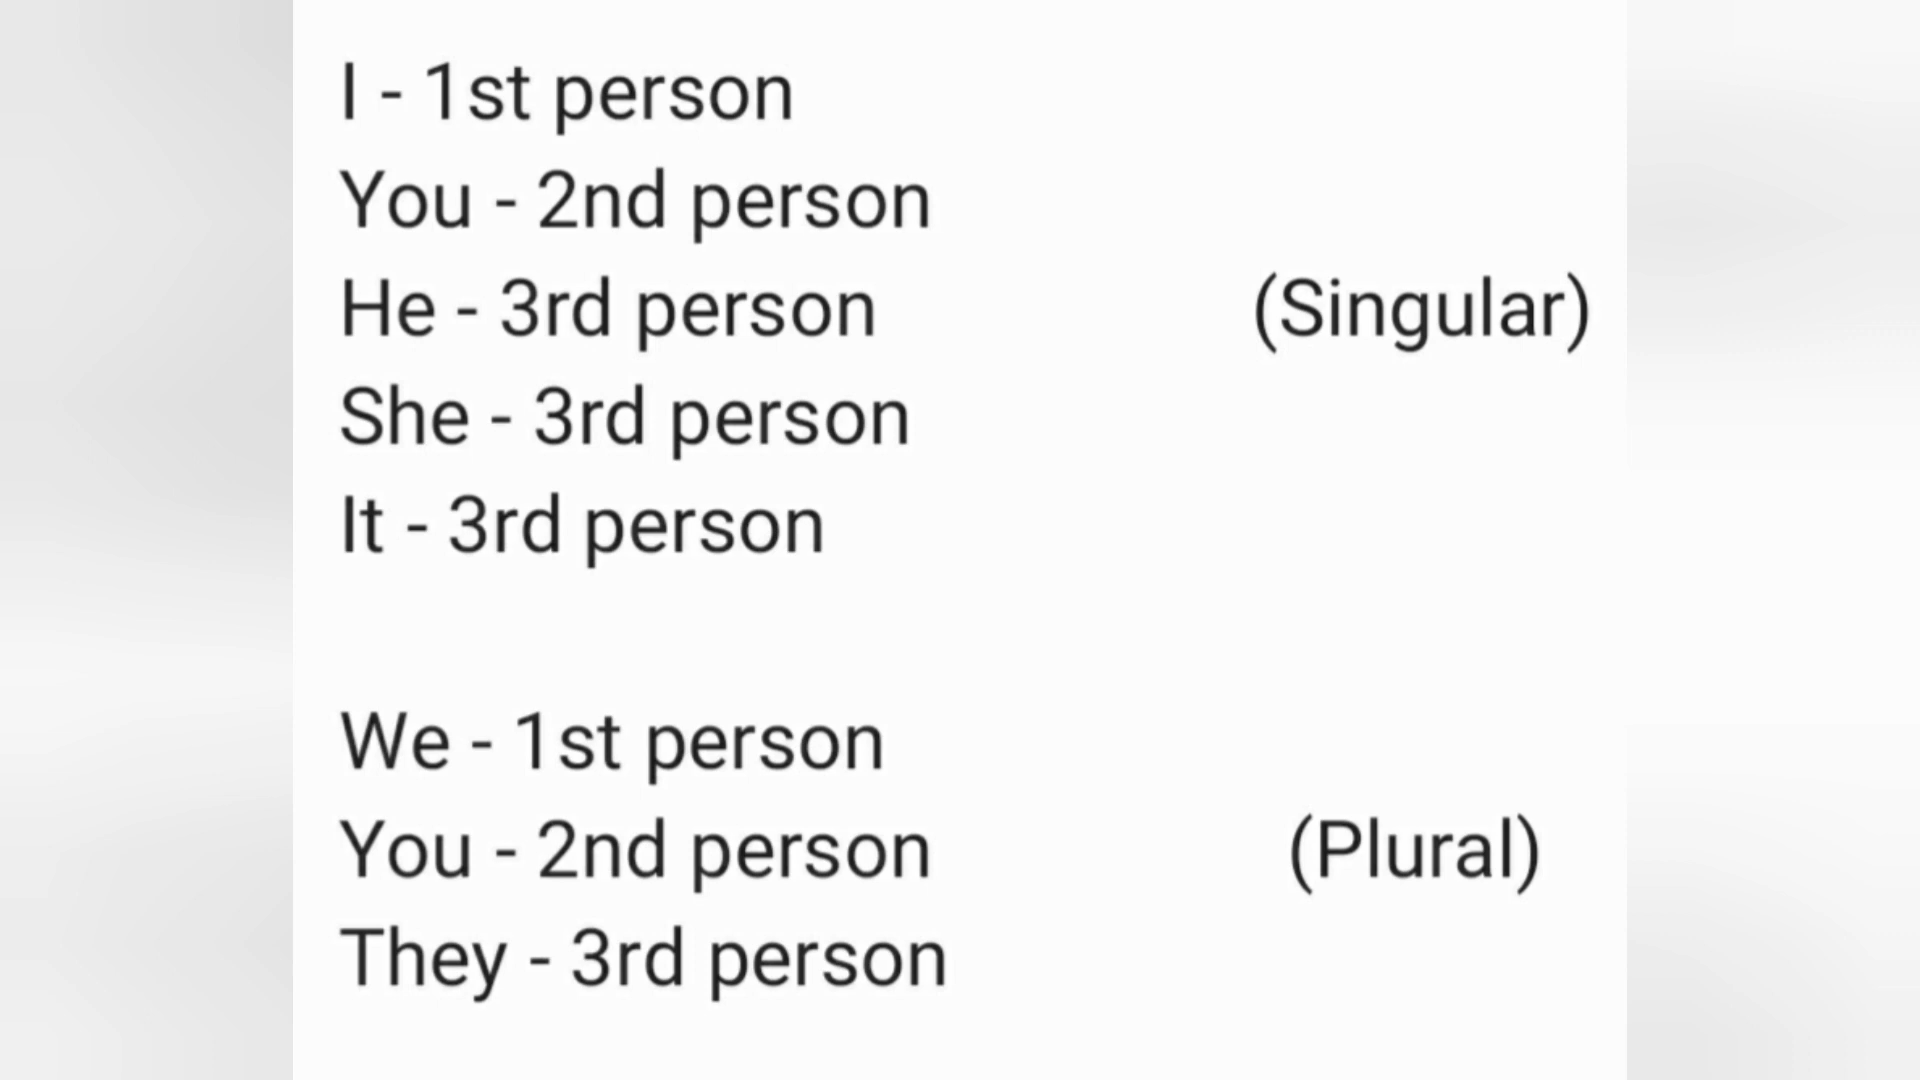 I - 1st person
You - 2nd person
He - 3rd person (Singular)
She - 3rd person
It - 3rd person
We - 1st person
You - 2nd person (Plural)
They - 3rd person